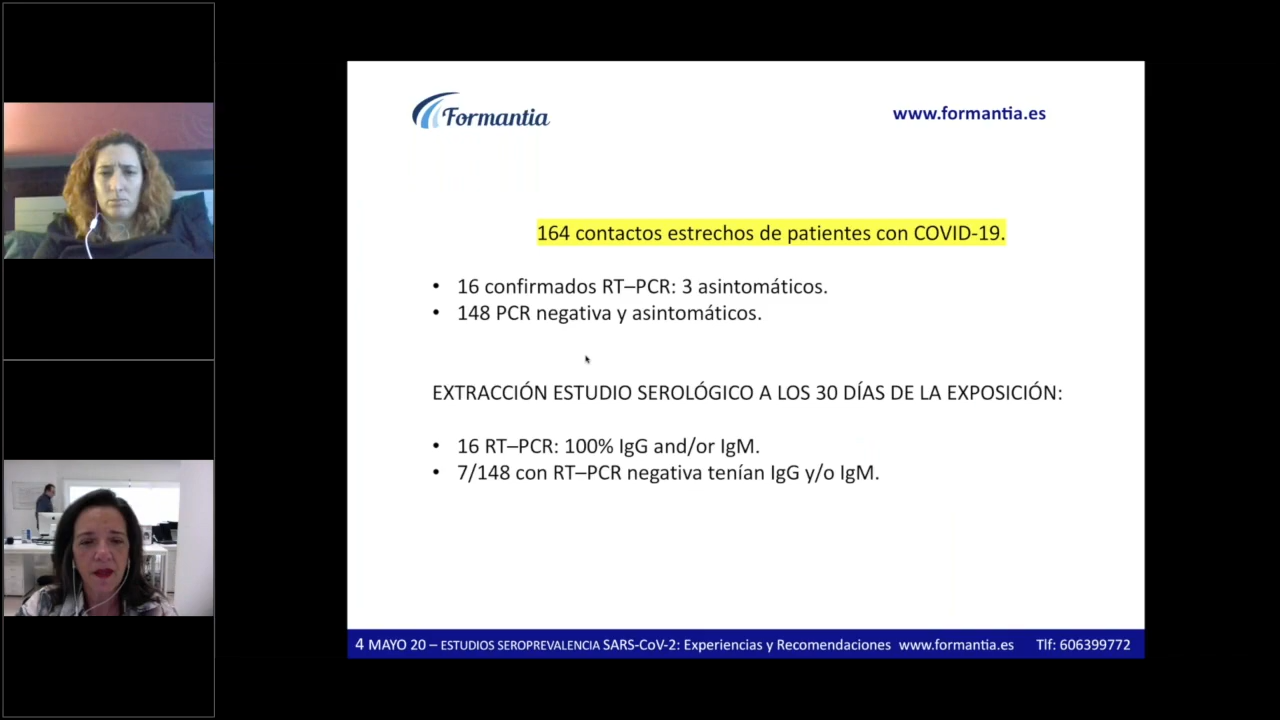 Formantia
www.formantia.es
164 contactos estrechos de patientes con COVID-19.
• 16 confirmados RT–PCR: 3 asintomáticos.
• 148 PCR negativa y asintomáticos.
EXTRACCIÓN ESTUDIO SEROLÓGICO A LOS 30 DÍAS DE LA EXPOSICIÓN:
• 16 RT–PCR: 100% IgG and/or IgM.
• 7/148 con RT–PCR negativa tenían IgG y/o IgM.
4 MAYO 20 – ESTUDIOS SEROPREVALENCIA SARS-CoV-2: Experiencias y Recomendaciones www.formantia.es Tlf: 606399772